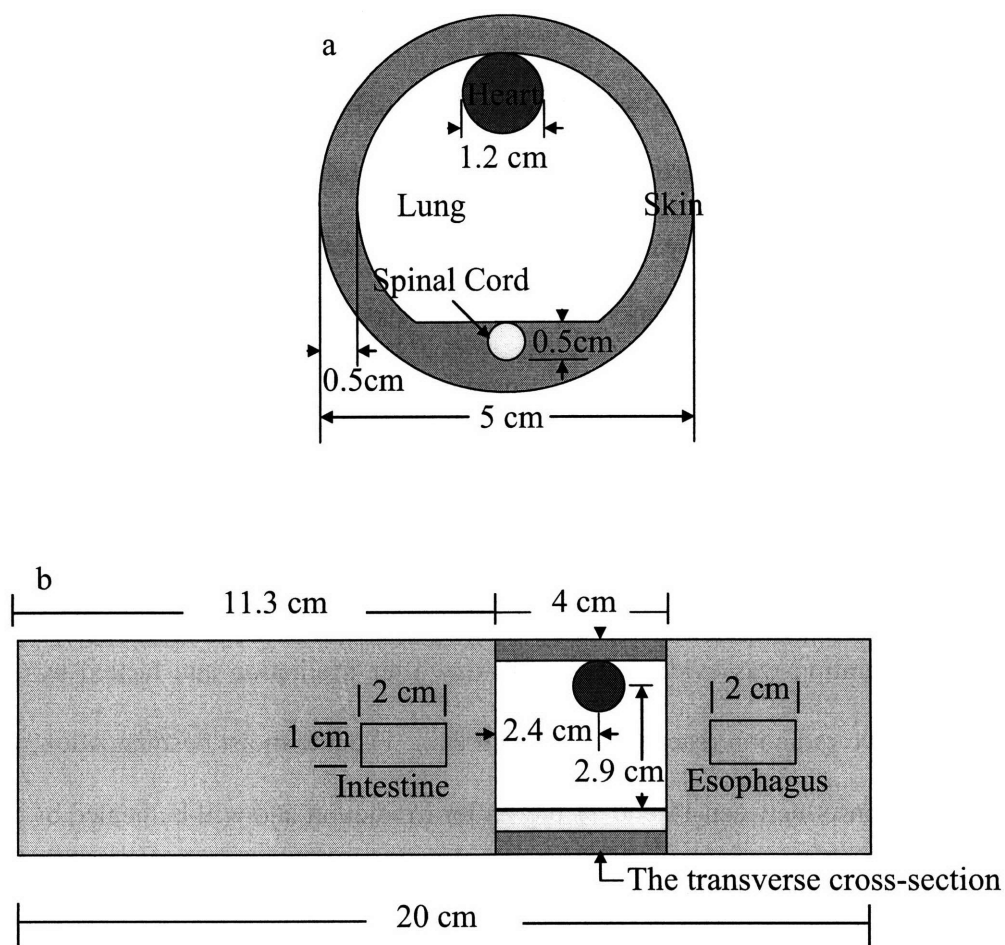 a
Heart
1.2 cm
Lung
Skin
Spinal Cord
0.5cm
0.5cm
5 cm
b
11.3 cm
4 cm
2 cm
2 cm
1 cm
2.4 cm
2.9 cm
Intestine
Esophagus
The transverse cross-section
20 cm